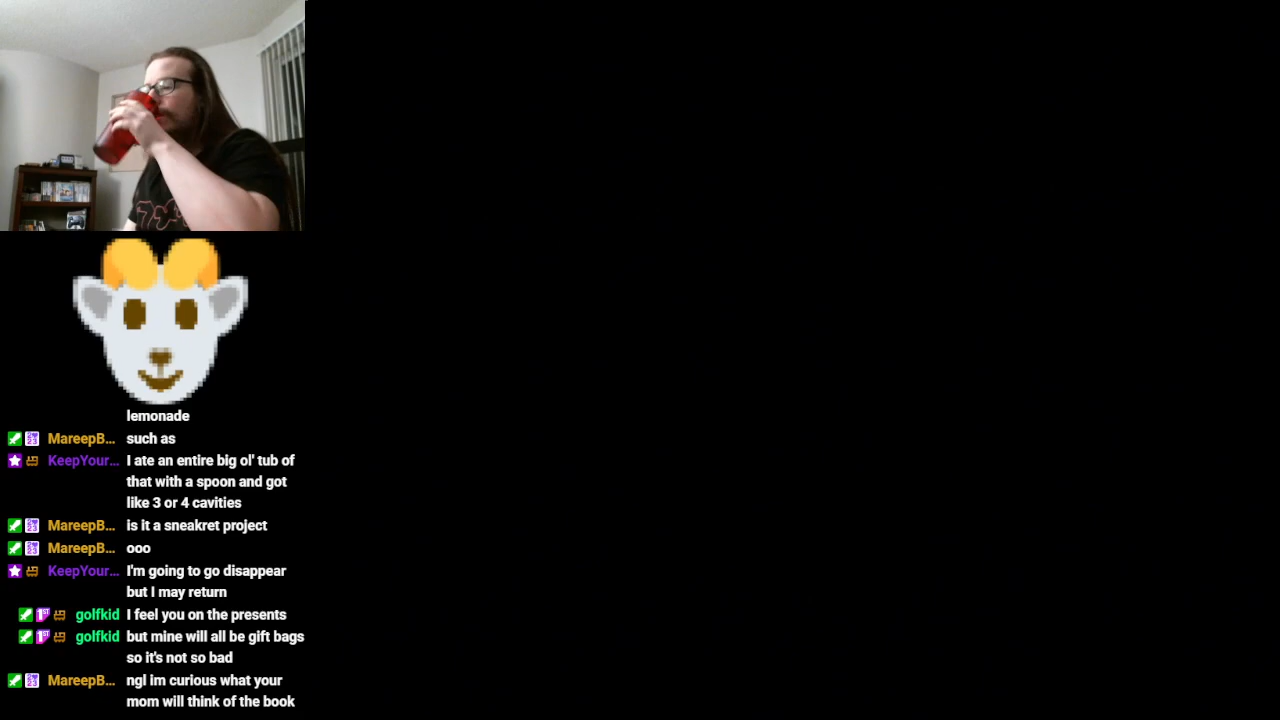 lemonade
MareepB... such as
KeepYour... I ate an entire big ol' tub of
that with a spoon and got
like 3 or 4 cavities
MareepB... is it a sneakret project
MareepB... ooo
KeepYour... I'm going to go disappear
but I may return
golfkid I feel you on the presents
golfkid but mine will all be gift bags
so it's not so bad
MareepB... ngl im curious what your
mom will think of the book